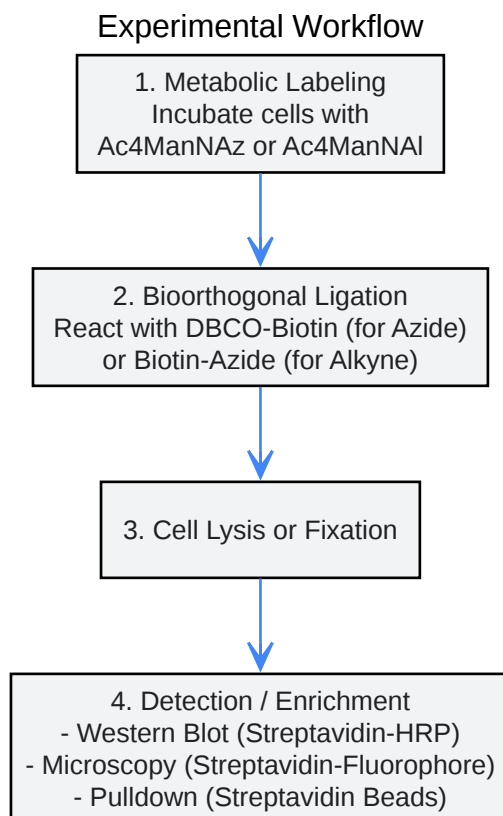 Experimental Workflow
1. Metabolic Labeling
Incubate cells with
Ac4ManNAz or Ac4ManNAl
2. Bioorthogonal Ligation
React with DBCO-Biotin (for Azide)
or Biotin-Azide (for Alkyne)
3. Cell Lysis or Fixation
4. Detection / Enrichment
- Western Blot (Streptavidin-HRP)
- Microscopy (Streptavidin-Fluorophore)
- Pulldown (Streptavidin Beads)